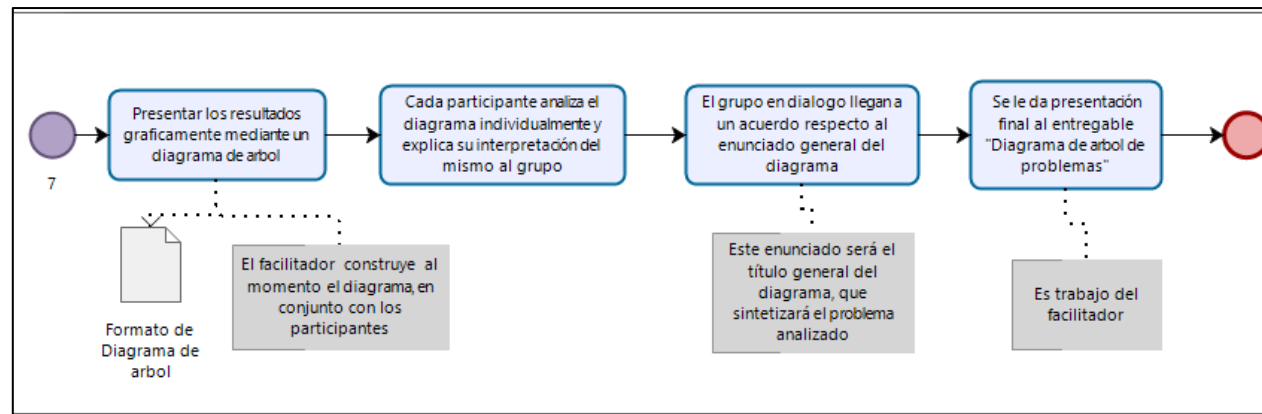 Presentar los resultados
graficamente mediante un
diagrama de arbol
Cada participante analiza el
diagrama individualmente y
explica su interpretación del
mismo al grupo
El grupo en dialogo llegan a
un acuerdo respecto al
enunciado general del
diagrama
Se le da presentación
final al entregable
"Diagrama de arbol de
problemas"
7
Formato de
Diagrama de
arbol
El facilitador construye al
momento el diagrama, en
conjunto con los
participantes
Este enunciado será el
título general del
diagrama, que
sintetizará el problema
analizado
Es trabajo del
facilitador